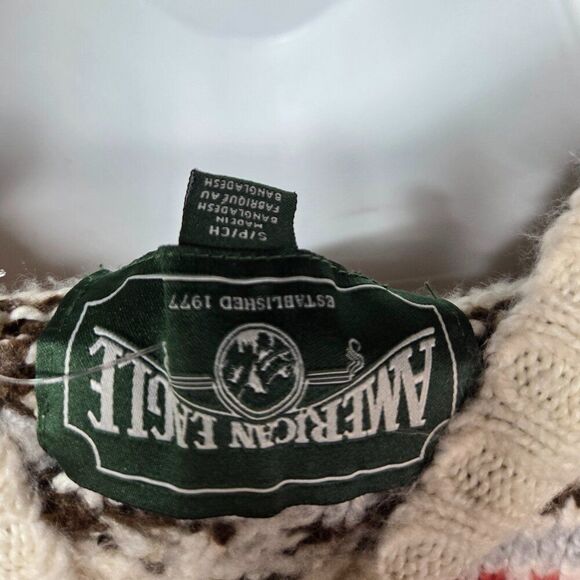 AMERICAN EAGLE
ESTABLISHED 1977
S/P/CH
MADE IN
BANGLADESH
FABRIQUÉ AU
BANGLADESH